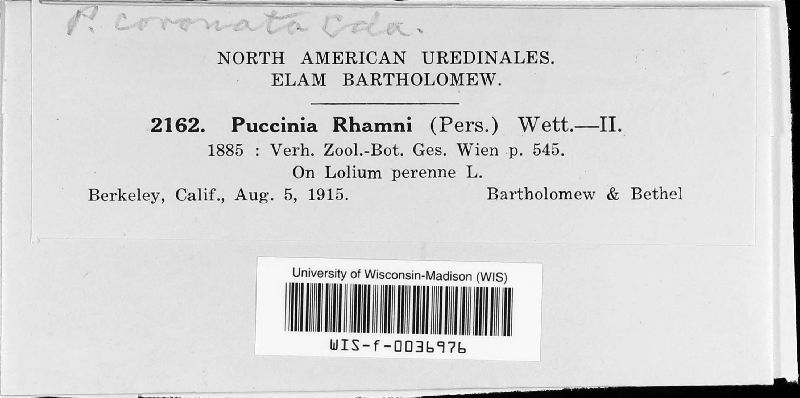 P. coronata Cda.
NORTH AMERICAN UREDINALES.
ELAM BARTHOLOMEW.
2162. Puccinia Rhamni (Pers.) Wett.—II.
1885 : Verh. Zool.-Bot. Ges. Wien p. 545.
On Lolium perenne L.
Berkeley, Calif., Aug. 5, 1915. Bartholomew & Bethel
University of Wisconsin-Madison (WIS)
WIS-f-0036976